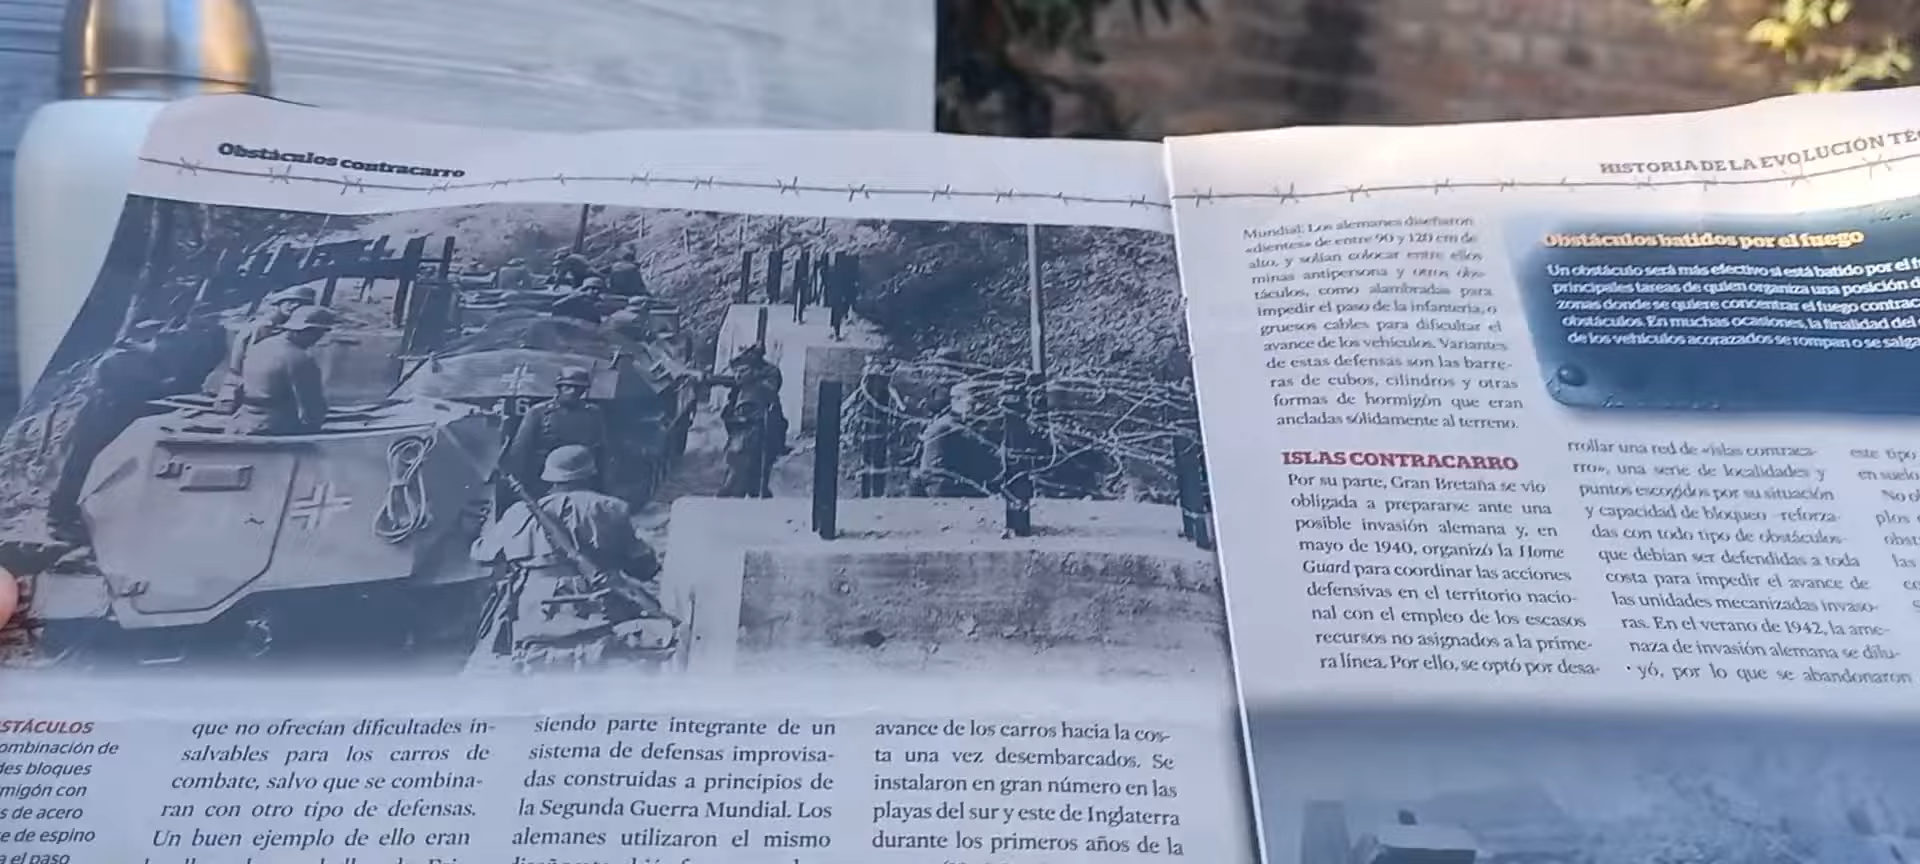 Obstáculos contracarro
STÁCULOS
ombinación de
des bloques
migón con
s de acero
e de espino
a el paso
que no ofrecían dificultades in-
salvables para los carros de
combate, salvo que se combina-
ran con otro tipo de defensas.
Un buen ejemplo de ello eran
siendo parte integrante de un
sistema de defensas improvisa-
das construidas a principios de
la Segunda Guerra Mundial. Los
alemanes utilizaron el mismo
avance de los carros hacia la cos-
ta una vez desembarcados. Se
instalaron en gran número en las
playas del sur y este de Inglaterra
durante los primeros años de la
HISTORIA DE LA EVOLUCIÓN TÉC
Mundial. Los alemanes diseñaron
«dientes» de entre 90 y 120 cm de
alto, y solían colocar entre ellos
minas antipersona y otros obs-
táculos, como alambradas para
impedir el paso de la infantería, o
gruesos cables para dificultar el
avance de los vehículos. Variantes
de estas defensas son las barre-
ras de cubos, cilindros y otras
formas de hormigón que eran
ancladas sólidamente al terreno.
ISLAS CONTRACARRO
Por su parte, Gran Bretaña se vio
obligada a prepararse ante una
posible invasión alemana y, en
mayo de 1940, organizó la Home
Guard para coordinar las acciones
defensivas en el territorio nacio-
nal con el empleo de los escasos
recursos no asignados a la prime-
ra línea. Por ello, se optó por desa-
Obstáculos batidos por el fuego
Un obstáculo será más efectivo si está batido por el f
principales tareas de quien organiza una posición d
zonas donde se quiere concentrar el fuego contrac
obstáculos. En muchas ocasiones, la finalidad del
de los vehículos acorazados se rompan o se salga
rrollar una red de «islas contraca-
rro», una serie de localidades y
puntos escogidos por su situación
y capacidad de bloqueo -reforza-
das con todo tipo de obstáculos-
que debían ser defendidas a toda
costa para impedir el avance de
las unidades mecanizadas invaso-
ras. En el verano de 1942, la ame-
naza de invasión alemana se dilu-
yó, por lo que se abandonaron
este tipo
en suelo
No ol
plos
obst
las